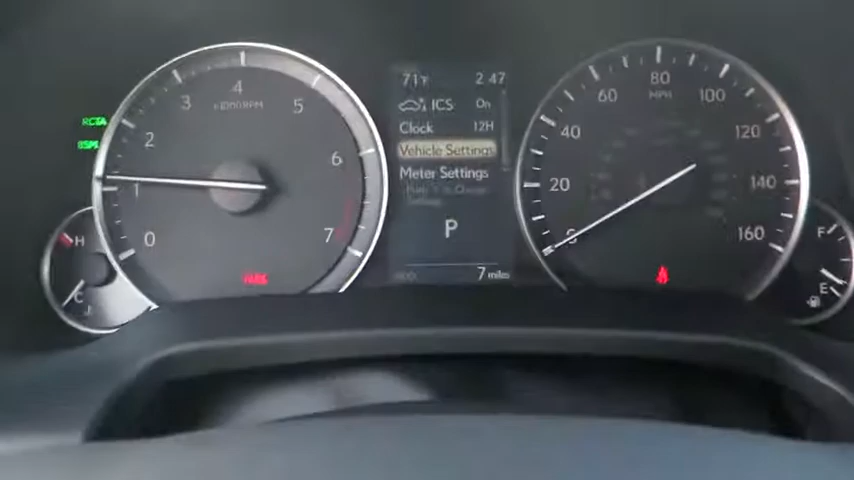 RCTA
BSM
0
1
2
3
4
5
6
7
x1000RPM
H
C
71°F 2 47
ICS On
Clock 12H
Vehicle Settings
Meter Settings
P
7 miles
0
20
40
60
80
100
120
140
160
MPH
F
E